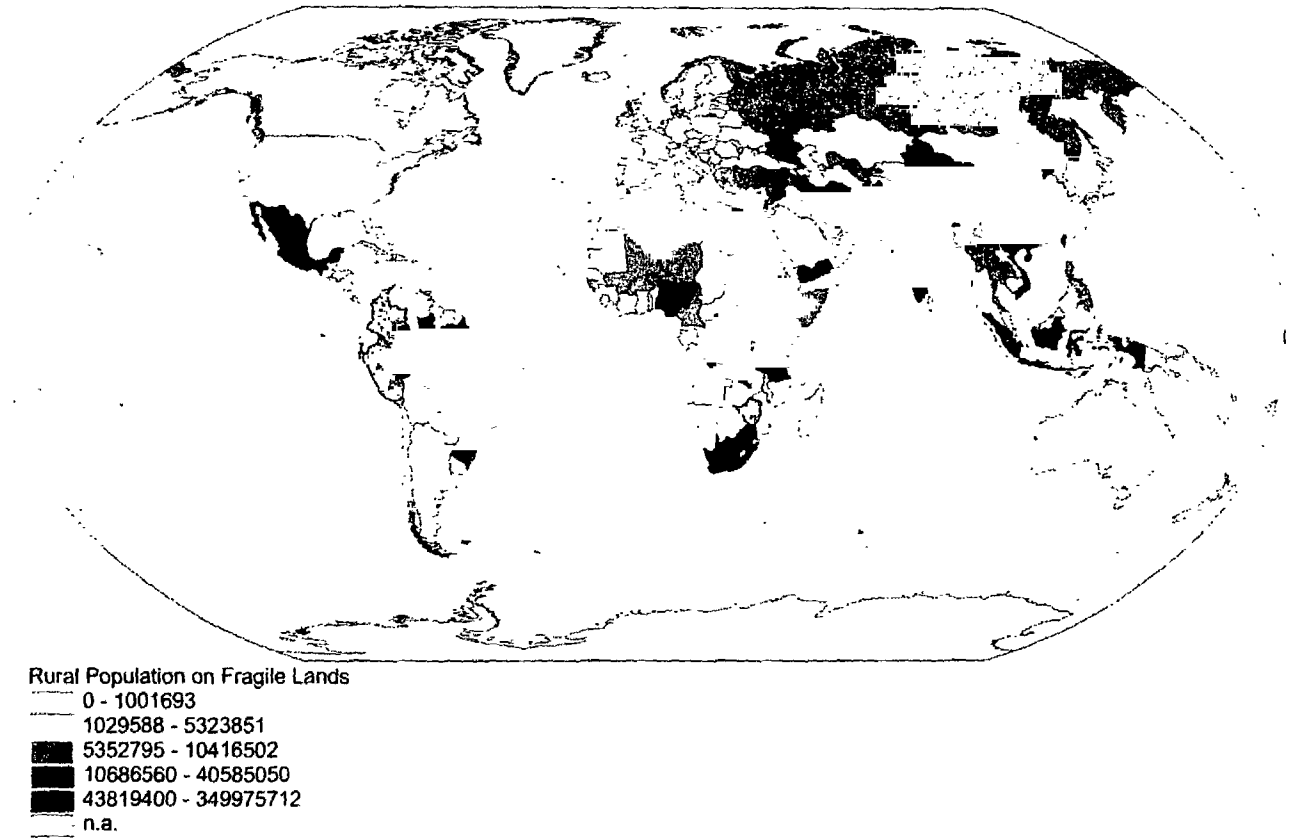 Rural Population on Fragile Lands
0 - 1001693
1029588 - 5323851
5352795 - 10416502
10686560 - 40585050
43819400 - 349975712
n.a.